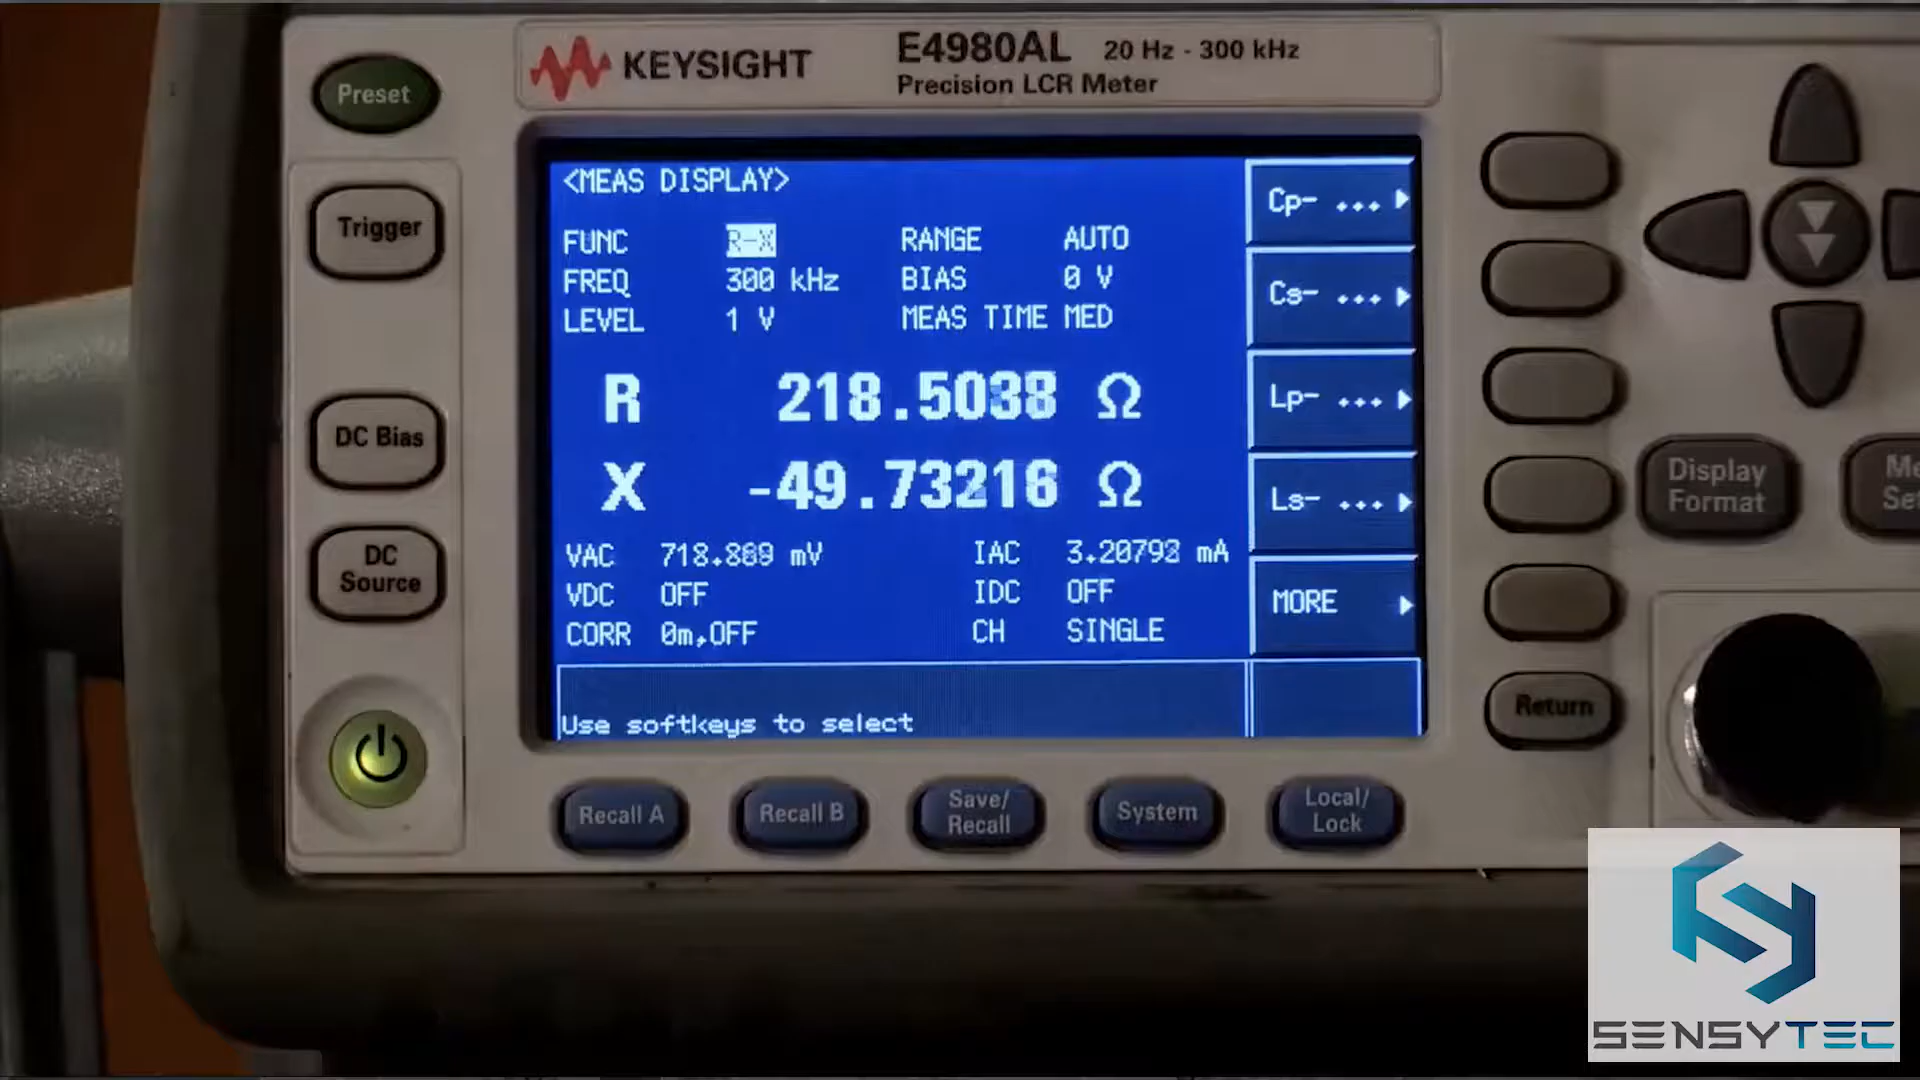 KEYSIGHT
E4980AL 20 Hz - 300 kHz
Precision LCR Meter
Preset
Trigger
DC Bias
DC
Source
<MEAS DISPLAY>
FUNC R-X RANGE AUTO
FREQ 300 kHz BIAS 0 V
LEVEL 1 V MEAS TIME MED
R 218.5038 Ω
X -49.73216 Ω
VAC 718.869 mV IAC 3.20793 mA
VDC OFF IDC OFF
CORR 0m,OFF CH SINGLE
Use softkeys to select
Cp- ...
Cs- ...
Lp- ...
Ls- ...
MORE
Display
Format
Return
Recall A
Recall B
Save/
Recall
System
Local/
Lock
SENSYTEC